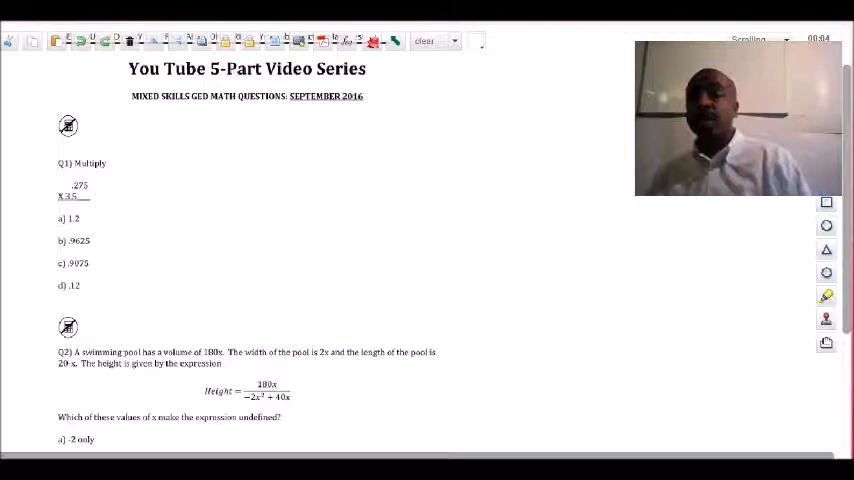 clear
Scrolling
00:04
You Tube 5-Part Video Series
MIXED SKILLS GED MATH QUESTIONS: SEPTEMBER 2016
Q1) Multiply
.275
X 3.5
a) 1.2
b) .9625
c) .9075
d) .12
Q2) A swimming pool has a volume of 180x. The width of the pool is 2x and the length of the pool is
20-x. The height is given by the expression
Height = 180x / −2x² + 40x
Which of these values of x make the expression undefined?
a) -2 only